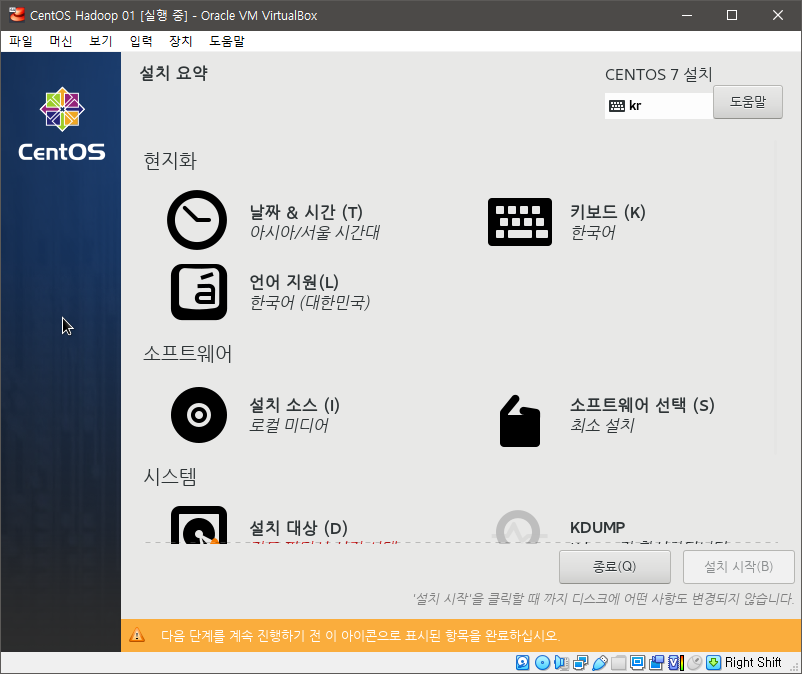 CentOS Hadoop 01 [실행 중] - Oracle VM VirtualBox
파일 머신 보기 입력 장치 도움말
설치 요약
CENTOS 7 설치
kr
도움말
CentOS
현지화
날짜 & 시간 (T)
아시아/서울 시간대
키보드 (K)
한국어
언어 지원(L)
한국어 (대한민국)
소프트웨어
설치 소스 (I)
로컬 미디어
소프트웨어 선택 (S)
최소 설치
시스템
설치 대상 (D)
KDUMP
종료(Q)
설치 시작(B)
'설치 시작'을 클릭할 때 까지 디스크에 어떤 사항도 변경되지 않습니다.
다음 단계를 계속 진행하기 전 이 아이콘으로 표시된 항목을 완료하십시오.
Right Shift